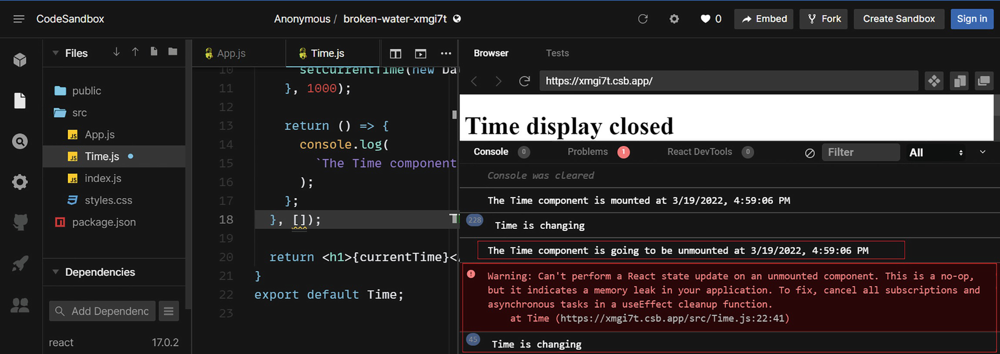 CodeSandbox
Anonymous / broken-water-xmgi7t
0
Embed
Fork
Create Sandbox
Sign in
Files
public
src
App.js
Time.js
index.js
styles.css
package.json
Dependencies
Add Dependenc
react 17.0.2
App.js
Time.js
10 setCurrentTime(new Da
11 }, 1000);
12
13 return () => {
14 console.log(
15 `The Time component
16 );
17 };
18 }, []);
19
20 return <h1>{currentTime}</
21 }
22 export default Time;
23
Browser
Tests
https://xmgi7t.csb.app/
Time display closed
Console 0
Problems 1
React DevTools 0
Filter
All
Console was cleared
The Time component is mounted at 3/19/2022, 4:59:06 PM
228 Time is changing
The Time component is going to be unmounted at 3/19/2022, 4:59:06 PM
Warning: Can't perform a React state update on an unmounted component. This is a no-op,
but it indicates a memory leak in your application. To fix, cancel all subscriptions and
asynchronous tasks in a useEffect cleanup function.
at Time (https://xmgi7t.csb.app/src/Time.js:22:41)
45 Time is changing